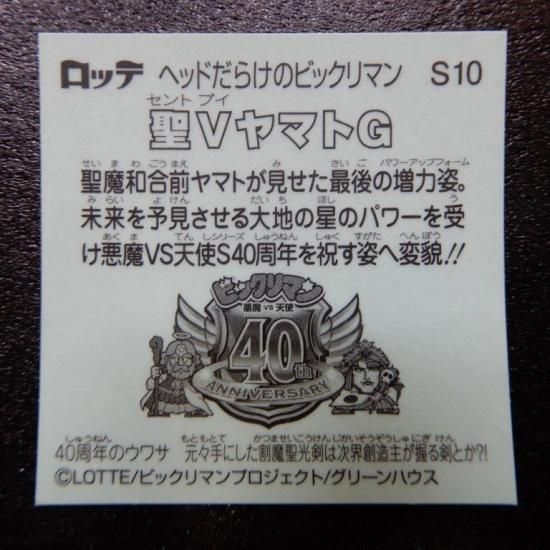 ロッテ ヘッドだらけのビックリマン S10
セント ブイ
聖VヤマトG
せい ま わ ごう まえ み さい ご パワーアップフォーム
聖魔和合前ヤマトが見せた最後の増力姿。
み らい よ けん だい ち ほし う
未来を予見させる大地の星のパワーを受
あく ま てん しシリーズ しゅうねん しゅく すがた へん ぼう
け悪魔VS天使S40周年を祝す姿へ変貌!!
ビックリマン
悪魔 VS 天使
40th
ANNIVERSARY
しゅうねん もともとて かつませいこうけんじかいそうぞうしゅ にぎ けん
40周年のウワサ 元々手にした割魔聖光剣は次界創造主が握る剣とか?!
©LOTTE/ビックリマンプロジェクト/グリーンハウス